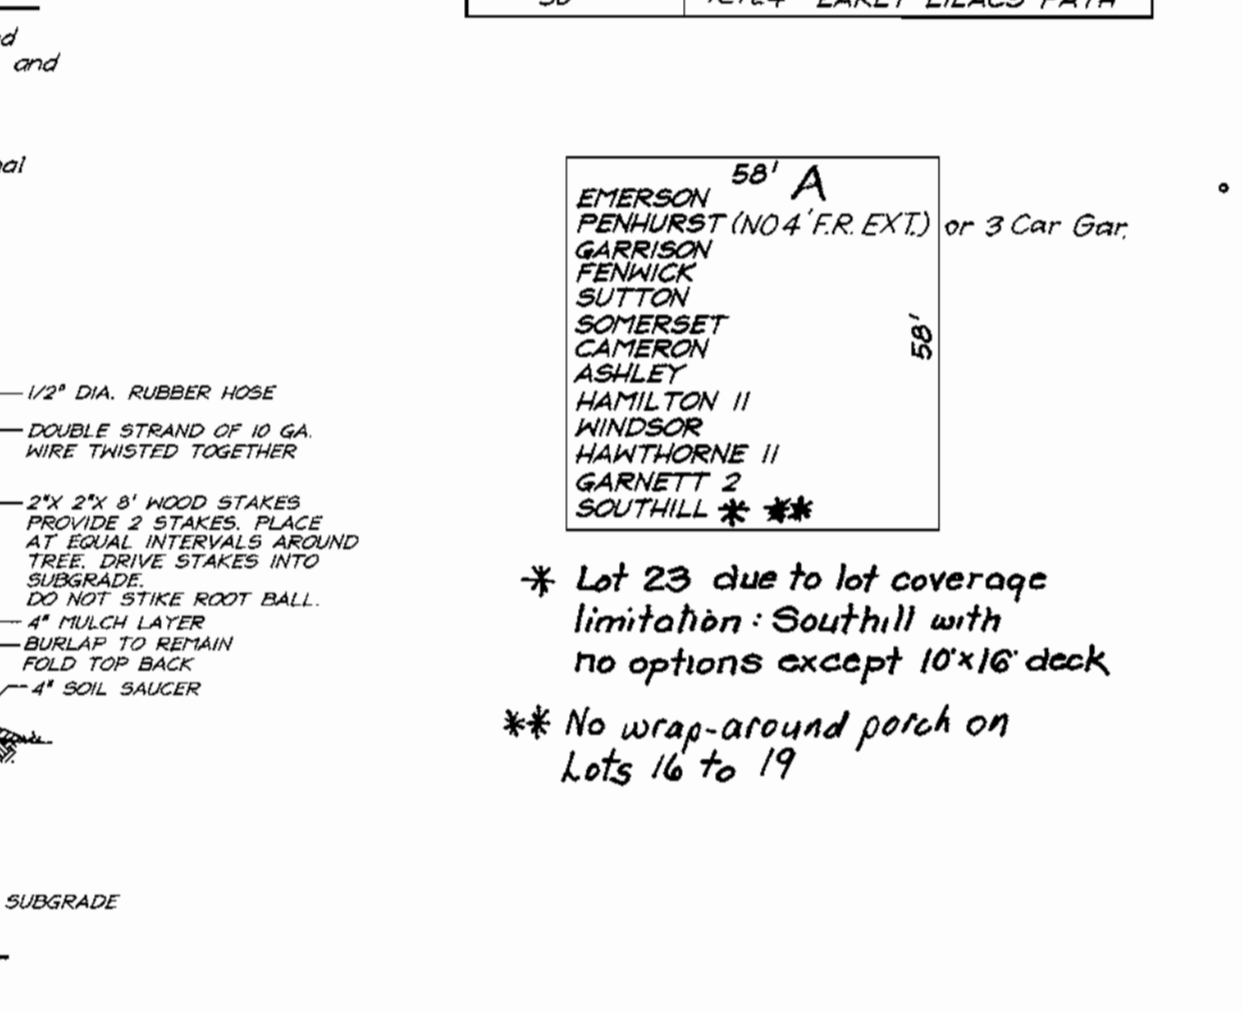 EARLY LILACS PATH
d
and
nal
58' A
EMERSON
PENHURST (NO 4' F.R. EXT.) or 3 Car Gar.
GARRISON
FENWICK
SUTTON
SOMERSET
58'
CAMERON
ASHLEY
HAMILTON II
WINDSOR
HAWTHORNE II
GARNETT 2
SOUTHILL * **
* Lot 23 due to lot coverage
limitation : Southill with
no options except 10'x16' deck
** No wrap-around porch on
Lots 16 to 19
1/2" DIA. RUBBER HOSE
DOUBLE STRAND OF 10 GA.
WIRE TWISTED TOGETHER
2"X 2"X 8' WOOD STAKES
PROVIDE 2 STAKES. PLACE
AT EQUAL INTERVALS AROUND
TREE. DRIVE STAKES INTO
SUBGRADE.
DO NOT STIKE ROOT BALL.
4" MULCH LAYER
BURLAP TO REMAIN
FOLD TOP BACK
4" SOIL SAUCER
SUBGRADE